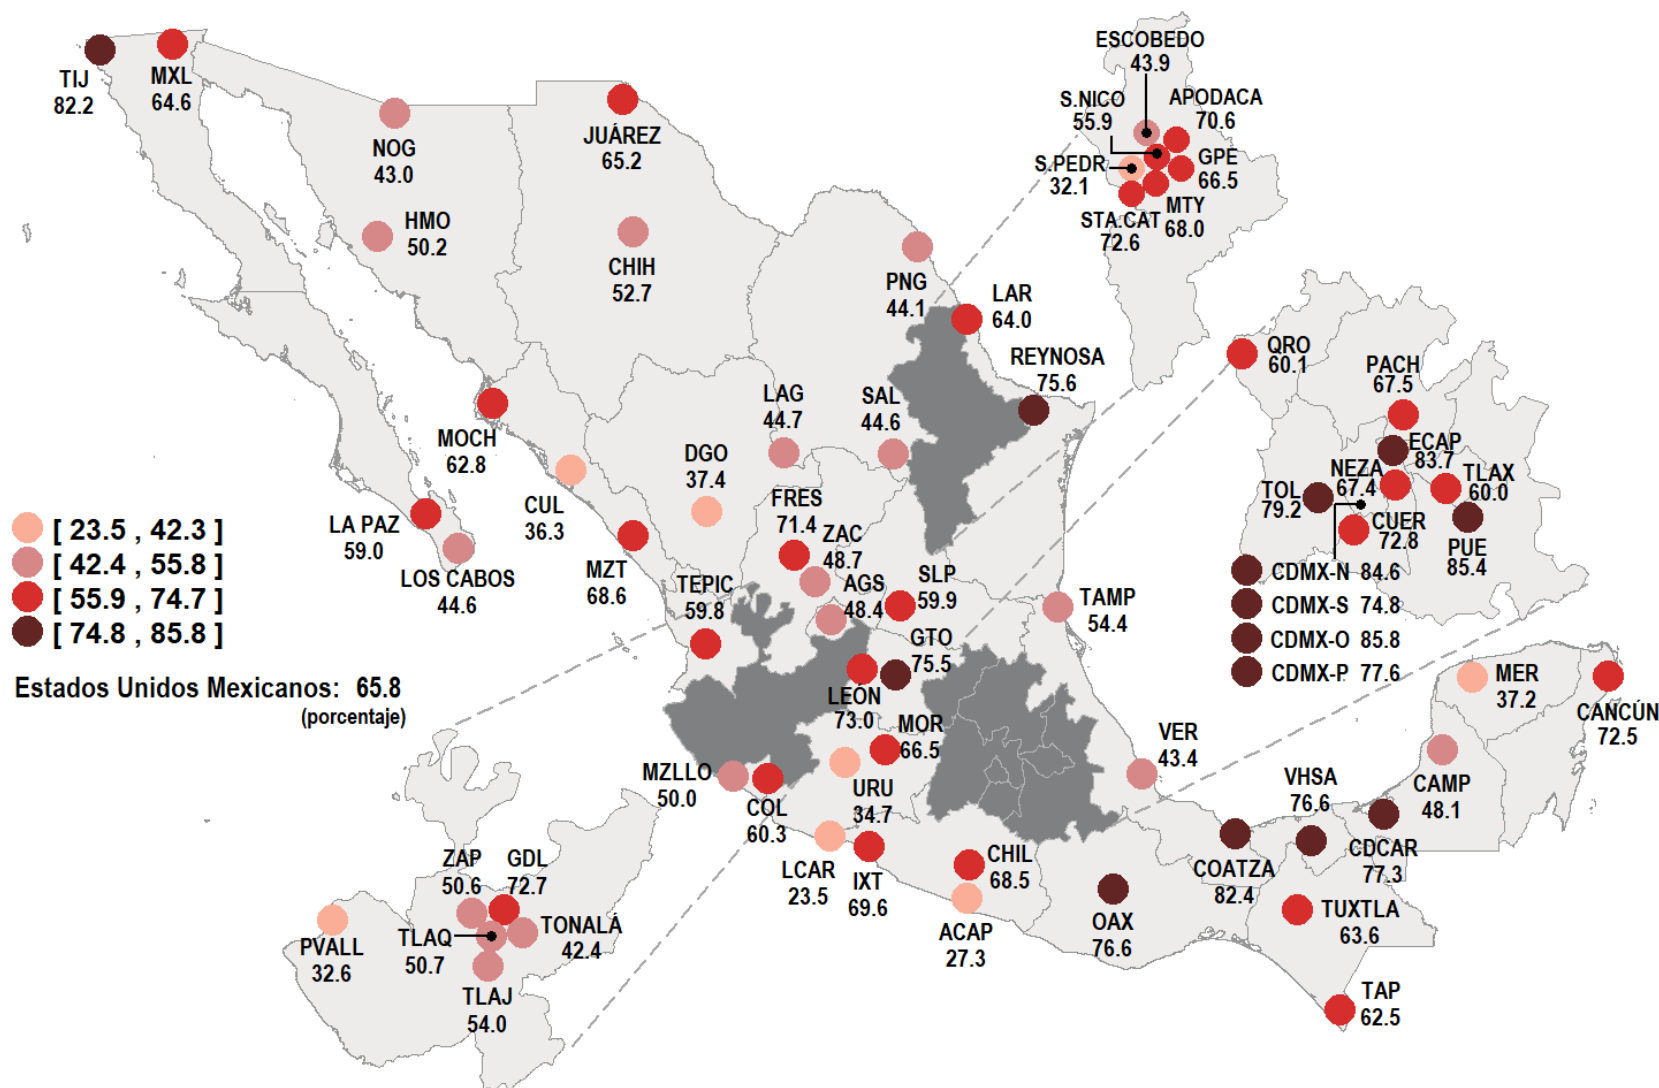 TIJ
82.2
MXL
64.6
NOG
43.0
HMO
50.2
JUÁREZ
65.2
CHIH
52.7
PNG
44.1
LAR
64.0
REYNOSA
75.6
LAG
44.7
SAL
44.6
MOCH
62.8
CUL
36.3
DGO
37.4
LA PAZ
59.0
LOS CABOS
44.6
MZT
68.6
FRES
71.4
ZAC
48.7
TEPIC
59.8
AGS
48.4
SLP
59.9
GTO
75.5
LEÓN
73.0
TAMP
54.4
MOR
66.5
URU
34.7
MZLLO
50.0
COL
60.3
LCAR
23.5
IXT
69.6
CHIL
68.5
ACAP
27.3
OAX
76.6
VER
43.4
COATZA
82.4
VHSA
76.6
CDCAR
77.3
CAMP
48.1
MER
37.2
CANCÚN
72.5
TUXTLA
63.6
TAP
62.5
ESCOBEDO
43.9
S.NICO
55.9
APODACA
70.6
S.PEDR
32.1
GPE
66.5
MTY
68.0
STA.CAT
72.6
QRO
60.1
PACH
67.5
ECAP
83.7
NEZA
67.4
TLAX
60.0
TOL
79.2
CUER
72.8
PUE
85.4
CDMX-N 84.6
CDMX-S 74.8
CDMX-O 85.8
CDMX-P 77.6
ZAP
50.6
GDL
72.7
TONALÁ
42.4
TLAQ
50.7
PVALL
32.6
TLAJ
54.0
[ 23.5 , 42.3 ]
[ 42.4 , 55.8 ]
[ 55.9 , 74.7 ]
[ 74.8 , 85.8 ]
Estados Unidos Mexicanos: 65.8
(porcentaje)